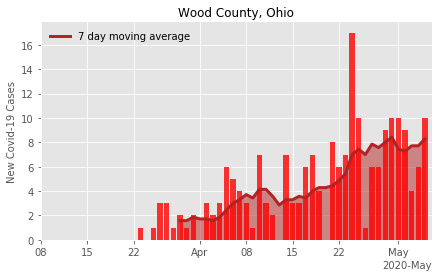 Wood County, Ohio
7 day moving average
New Covid-19 Cases
16
14
12
10
8
6
4
2
0
08 15 22 Apr 08 15 22 May
2020-May